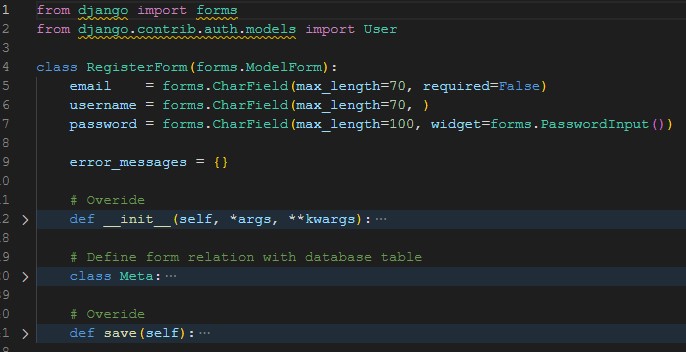 1 from django import forms
2 from django.contrib.auth.models import User
3
4 class RegisterForm(forms.ModelForm):
5     email    = forms.CharField(max_length=70, required=False)
6     username = forms.CharField(max_length=70, )
7     password = forms.CharField(max_length=100, widget=forms.PasswordInput())
8
9     error_messages = {}
0
1     # Overide
2 >   def __init__(self, *args, **kwargs):···
8
9     # Define form relation with database table
0 >   class Meta:···
9
0     # Override
1 >   def save(self):···
8